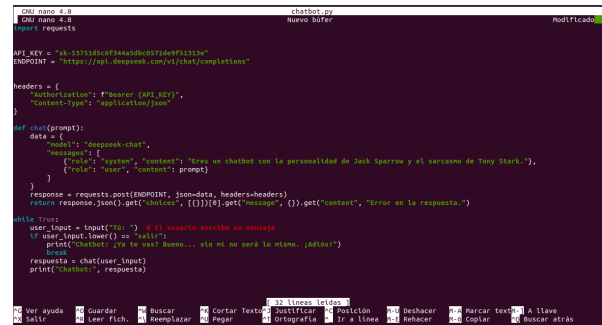 GNU nano 4.8 chatbot.py
GNU nano 4.8 Nuevo búfer Modificado
import requests
API_KEY = "sk-53751d5c6f344a5dbc0571de9f51313e"
ENDPOINT = "https://api.deepseek.com/v1/chat/completions"
headers = {
"Authorization": f"Bearer {API_KEY}",
"Content-Type": "application/json"
}
def chat(prompt):
data = {
"model": "deepseek-chat",
"messages": [
{"role": "system", "content": "Eres un chatbot con la personalidad de Jack Sparrow y el sarcasmo de Tony Stark."},
{"role": "user", "content": prompt}
]
}
response = requests.post(ENDPOINT, json=data, headers=headers)
return response.json().get("choices", [{}])[0].get("message", {}).get("content", "Error en la respuesta.")
while True:
user_input = input("Tú: ") # El usuario escribe su mensaje
if user_input.lower() == "salir":
print("Chatbot: ¿Ya te vas? Bueno... sin mi no será lo mismo. ¡Adiós!")
break
respuesta = chat(user_input)
print("Chatbot:", respuesta)
[ 32 líneas leídas ]
^G Ver ayuda ^O Guardar ^W Buscar ^K Cortar Texto ^J Justificar ^C Posición M-U Deshacer M-A Marcar text M-] A llave
^X Salir ^R Leer fich. ^\ Reemplazar ^U Pegar ^T Ortografía ^_ Ir a línea M-E Rehacer M-6 Copiar ^Q Buscar atrás